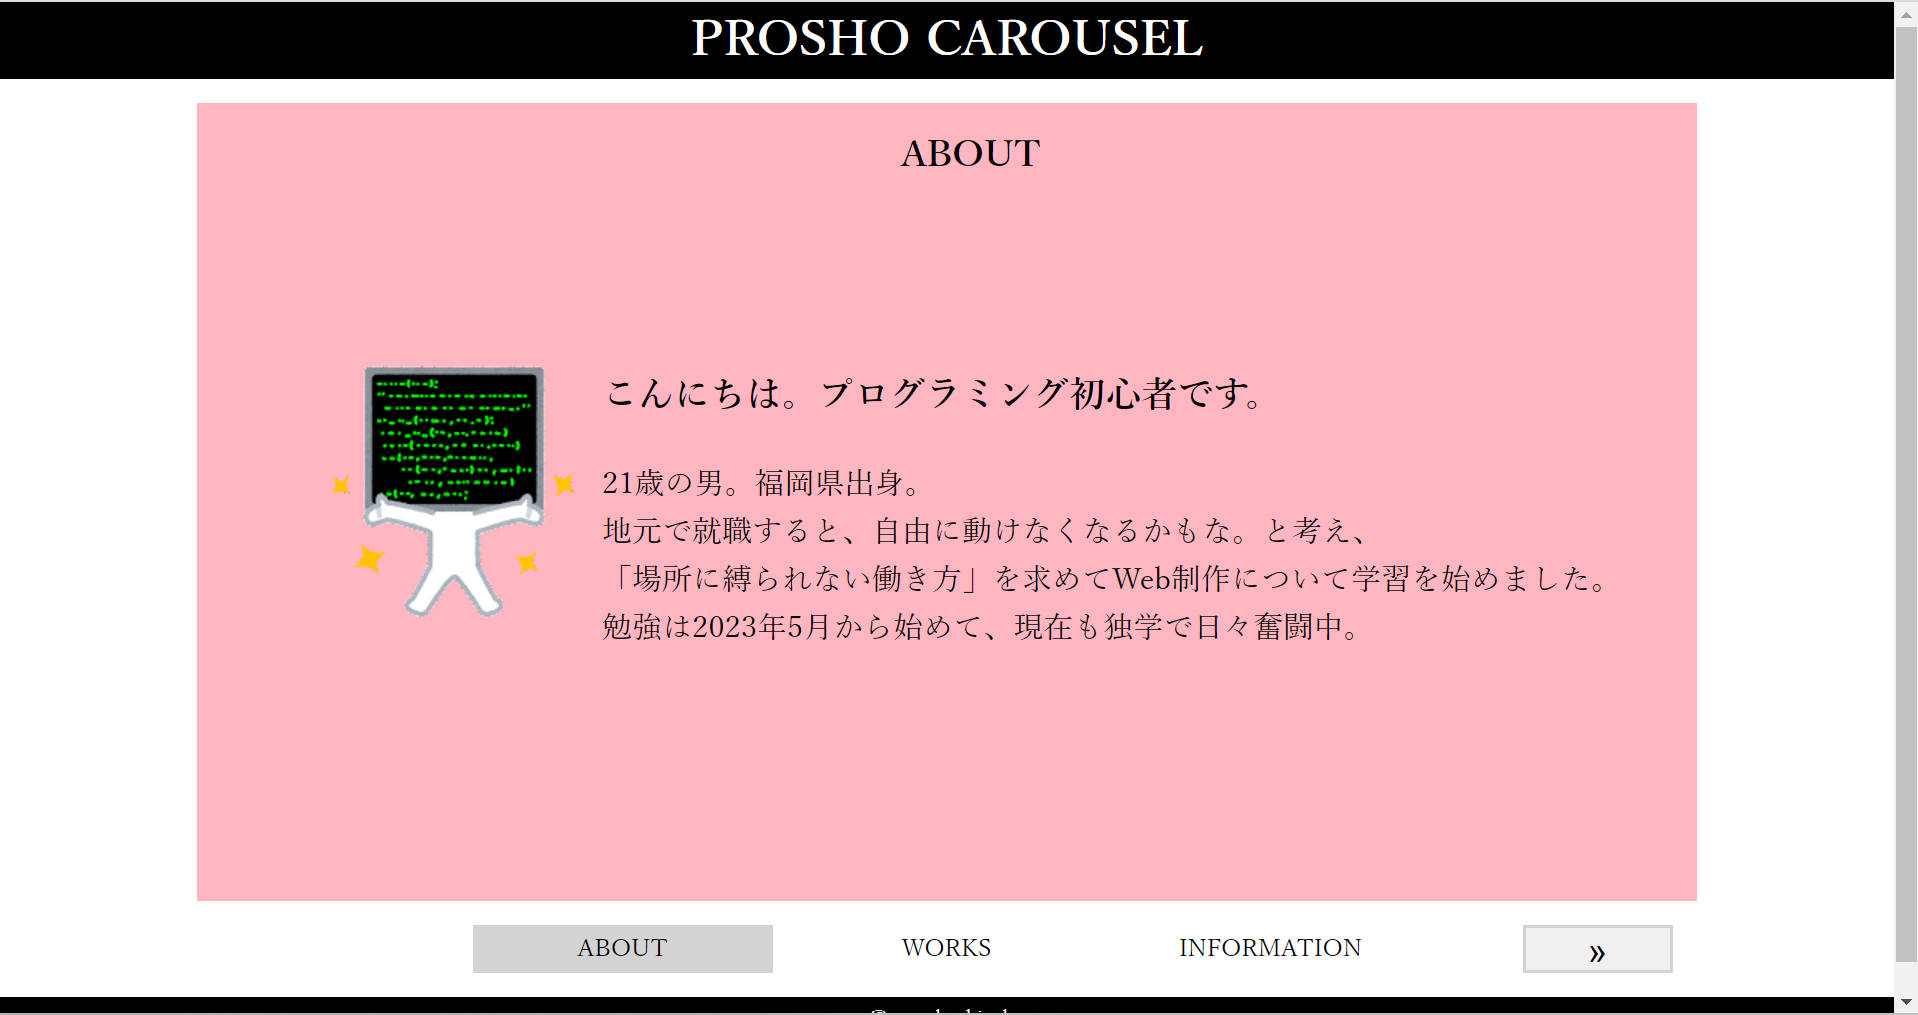 PROSHO CAROUSEL
ABOUT
こんにちは。プログラミング初心者です。
21歳の男。福岡県出身。
地元で就職すると、自由に動けなくなるかもな。と考え、
「場所に縛られない働き方」を求めてWeb制作について学習を始めました。
勉強は2023年5月から始めて、現在も独学で日々奮闘中。
ABOUT WORKS INFORMATION »